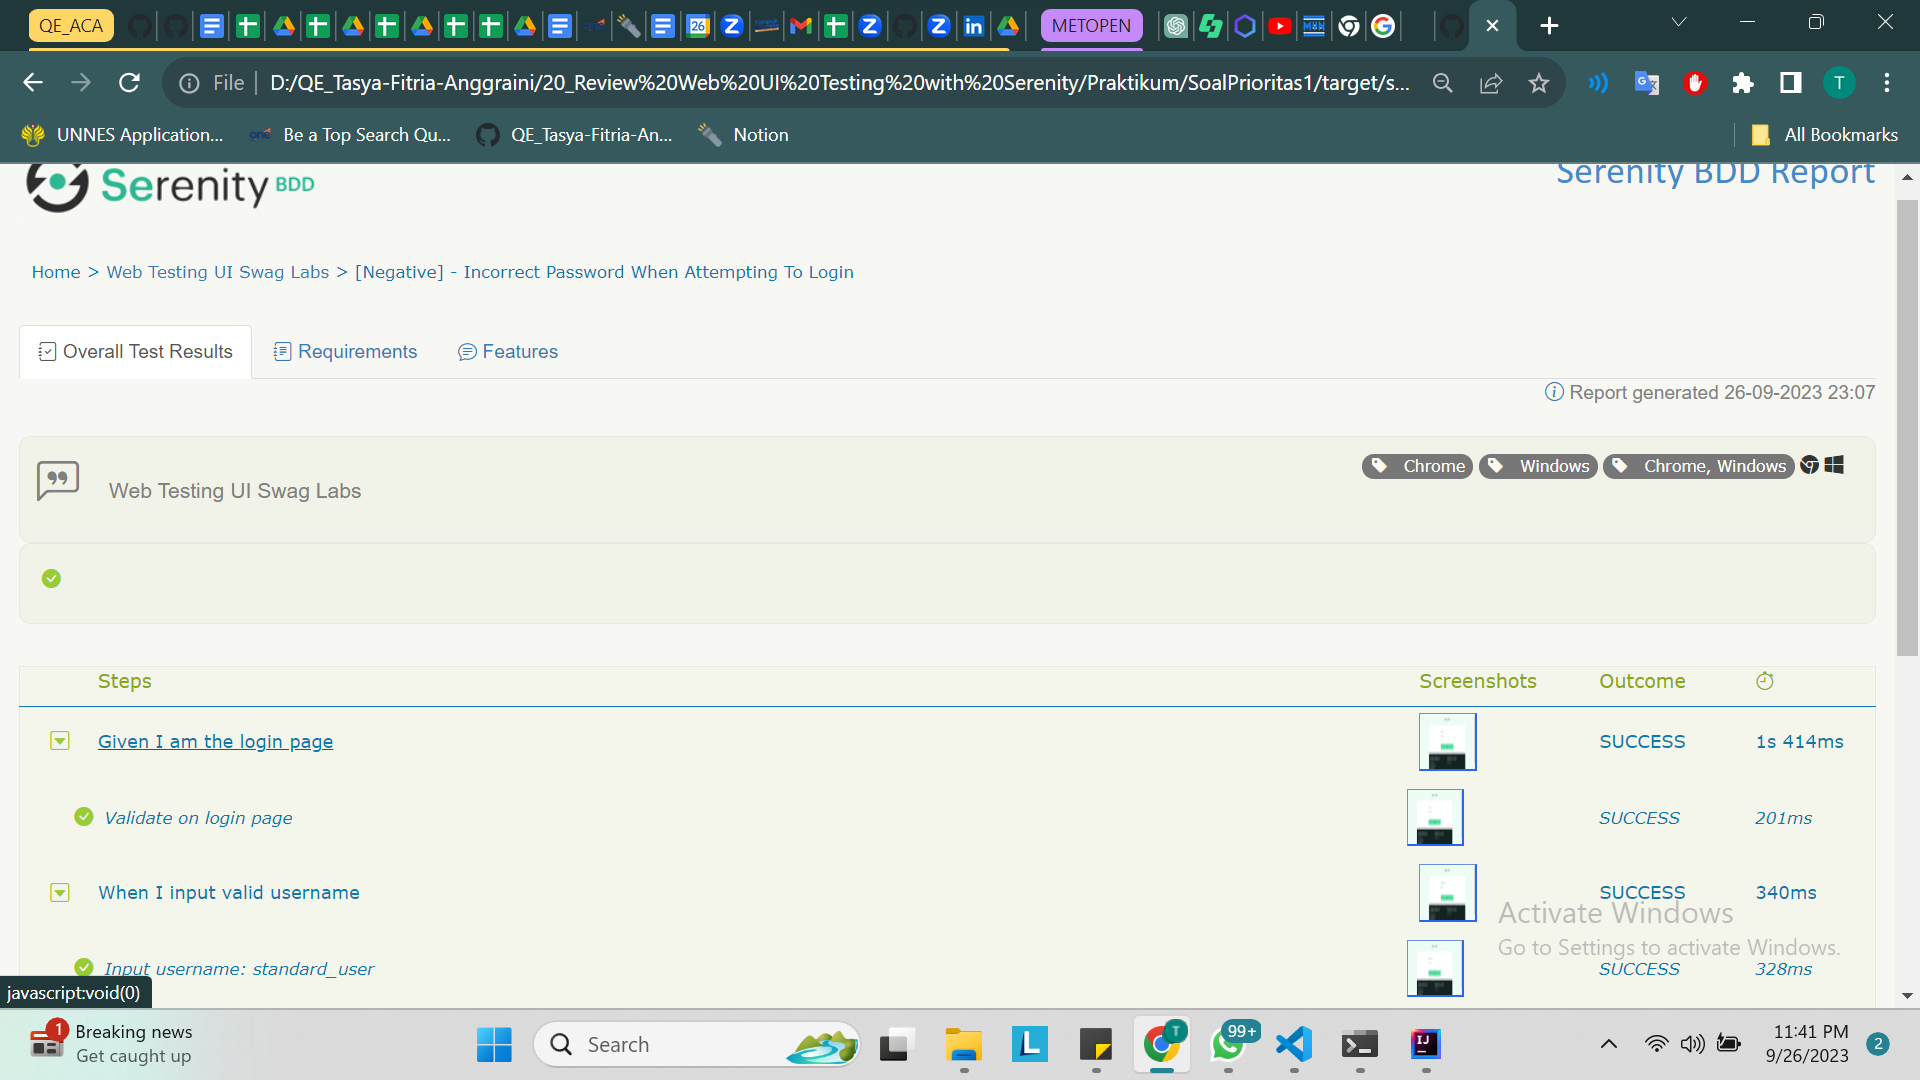 QE_ACA
METOPEN
File
D:/QE_Tasya-Fitria-Anggraini/20_Review%20Web%20UI%20Testing%20with%20Serenity/Praktikum/SoalPrioritas1/target/s...
T
UNNES Application...
Be a Top Search Qu...
QE_Tasya-Fitria-An...
Notion
All Bookmarks
Serenity BDD
Serenity BDD Report
Home > Web Testing UI Swag Labs > [Negative] - Incorrect Password When Attempting To Login
Overall Test Results
Requirements
Features
Report generated 26-09-2023 23:07
Web Testing UI Swag Labs
Chrome
Windows
Chrome, Windows
Steps
Screenshots
Outcome
Given I am the login page
SUCCESS
1s 414ms
Validate on login page
SUCCESS
201ms
When I input valid username
SUCCESS
340ms
Activate Windows
Go to Settings to activate Windows.
Input username: standard_user
SUCCESS
328ms
javascript:void(0)
1
Breaking news
Get caught up
Search
L
T
99+
IJ
11:41 PM
9/26/2023
2